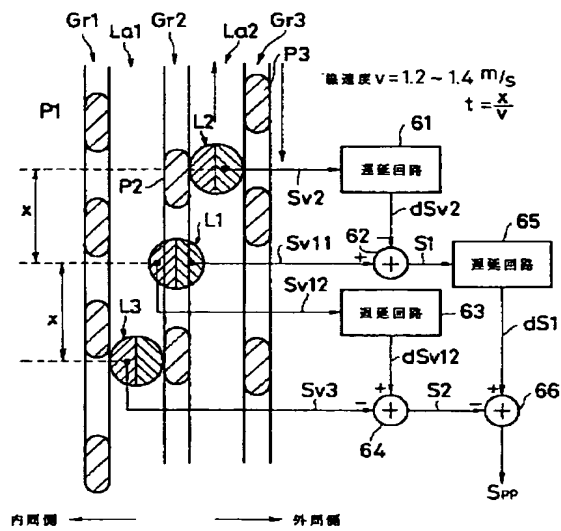 Gr1 Gr2 Gr3
La1 La2
P3
線速度 v = 1.2 ~ 1.4 m/s
t = x/v
P1
L2
61
遅延回路
P2
Sv2
dSv2
65
x
L1
Sv11
62
+
-
+
S1
遅延回路
Sv12
遅延回路
63
x
L3
dSv12
dS1
Sv3
+
-
+
S2
+
-
+
66
64
SPP
内周側
外周側